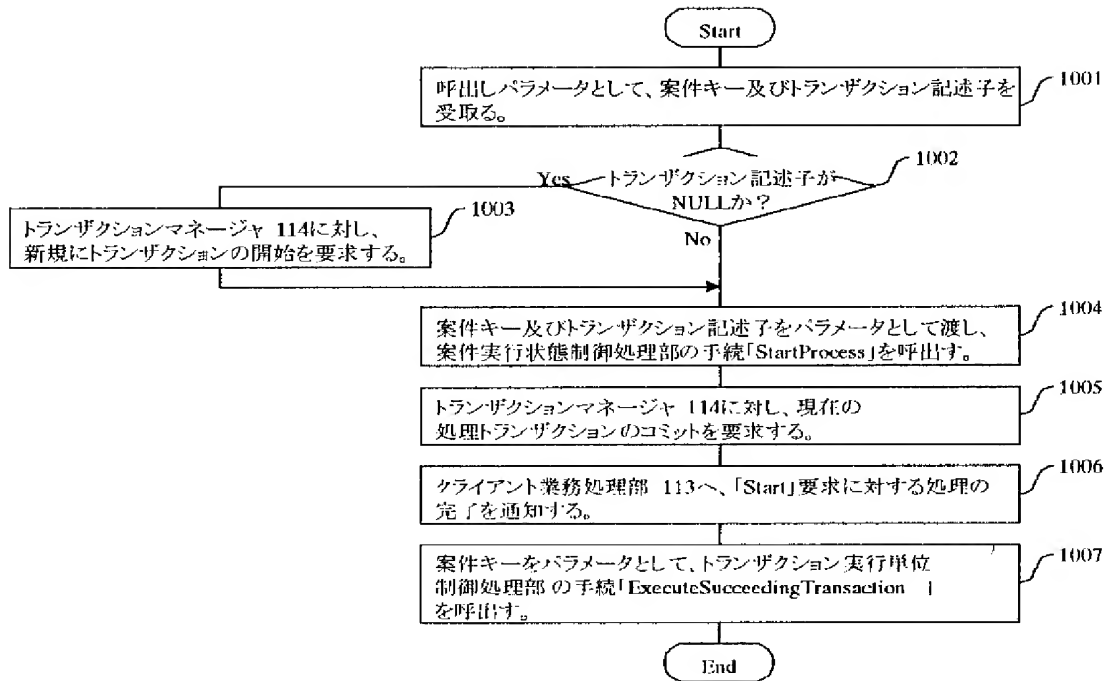 Start
呼出しパラメータとして、案件キー及びトランザクション記述子を
受取る。
1001
トランザクション記述子が
NULLか？
1002
Yes
No
トランザクションマネージャ 114に対し、
新規にトランザクションの開始を要求する。
1003
案件キー及びトランザクション記述子をパラメータとして渡し、
案件実行状態制御処理部の手続「StartProcess」を呼出す。
1004
トランザクションマネージャ 114に対し、現在の
処理トランザクションのコミットを要求する。
1005
クライアント業務処理部 113へ、「Start」要求に対する処理の
完了を通知する。
1006
案件キーをパラメータとして、トランザクション実行単位
制御処理部の手続「ExecuteSucceedingTransaction 」
を呼出す。
1007
End